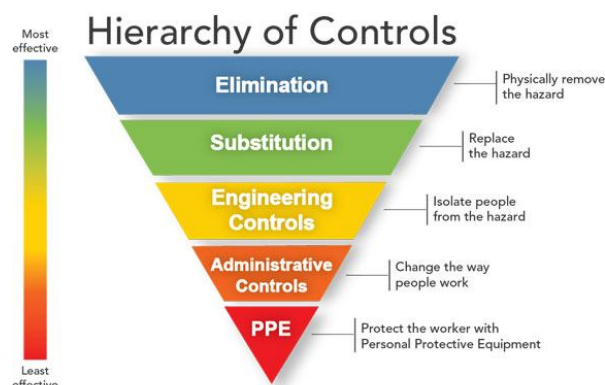 Hierarchy of Controls
Most
effective
Elimination
Physically remove
the hazard
Substitution
Replace
the hazard
Engineering
Controls
Isolate people
from the hazard
Administrative
Controls
Change the way
people work
PPE
Protect the worker with
Personal Protective Equipment
Least
effective